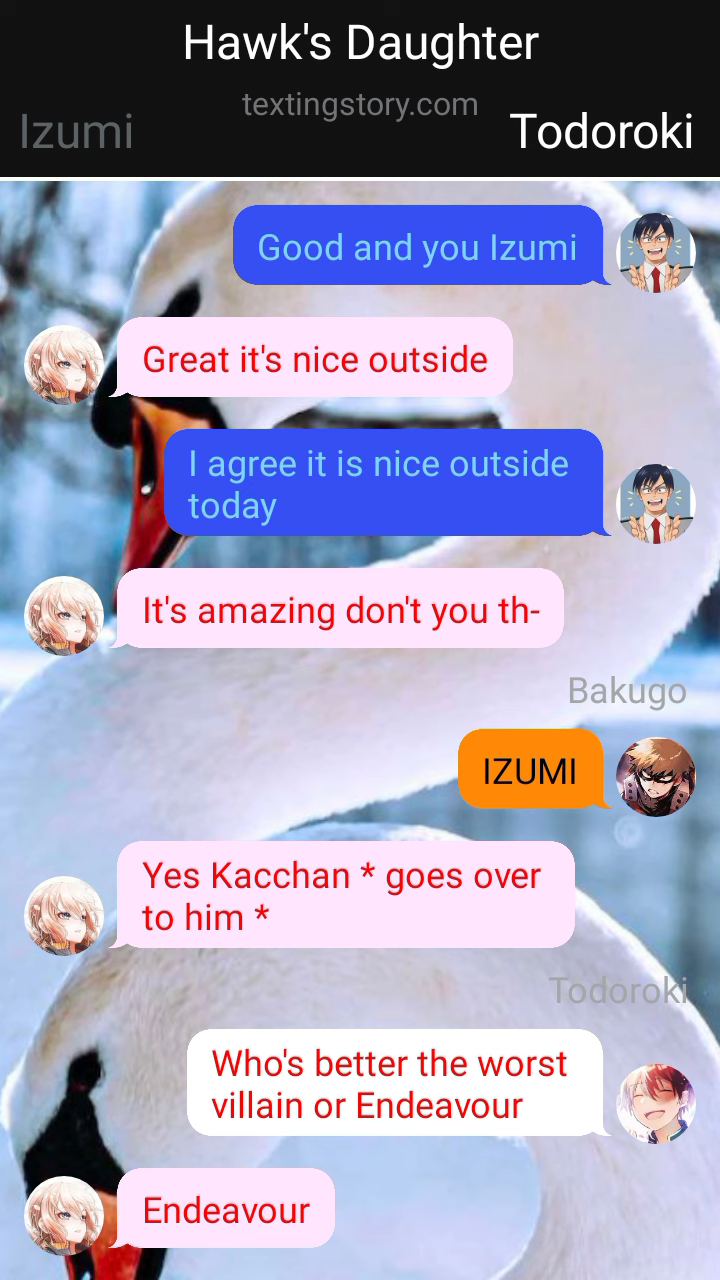 Hawk's Daughter
textingstory.com
Izumi
Todoroki
Good and you Izumi
Great it's nice outside
I agree it is nice outside
today
It's amazing don't you th-
Bakugo
IZUMI
Yes Kacchan * goes over
to him *
Todoroki
Who's better the worst
villain or Endeavour
Endeavour